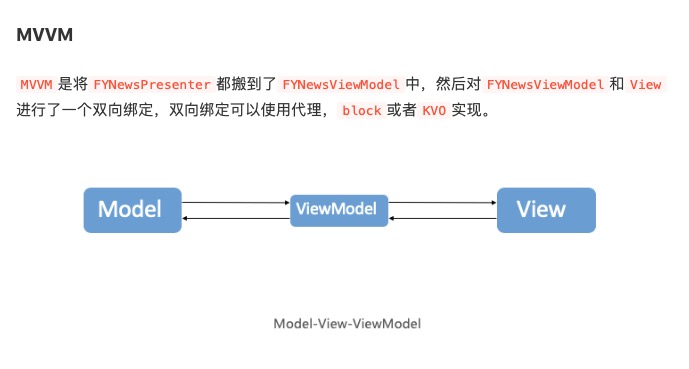 MVVM
MVVM 是将 FYNewsPresenter 都搬到了 FYNewsViewModel 中，然后对 FYNewsViewModel 和 View
进行了一个双向绑定，双向绑定可以使用代理， block 或者 KVO 实现。
Model
ViewModel
View
Model-View-ViewModel